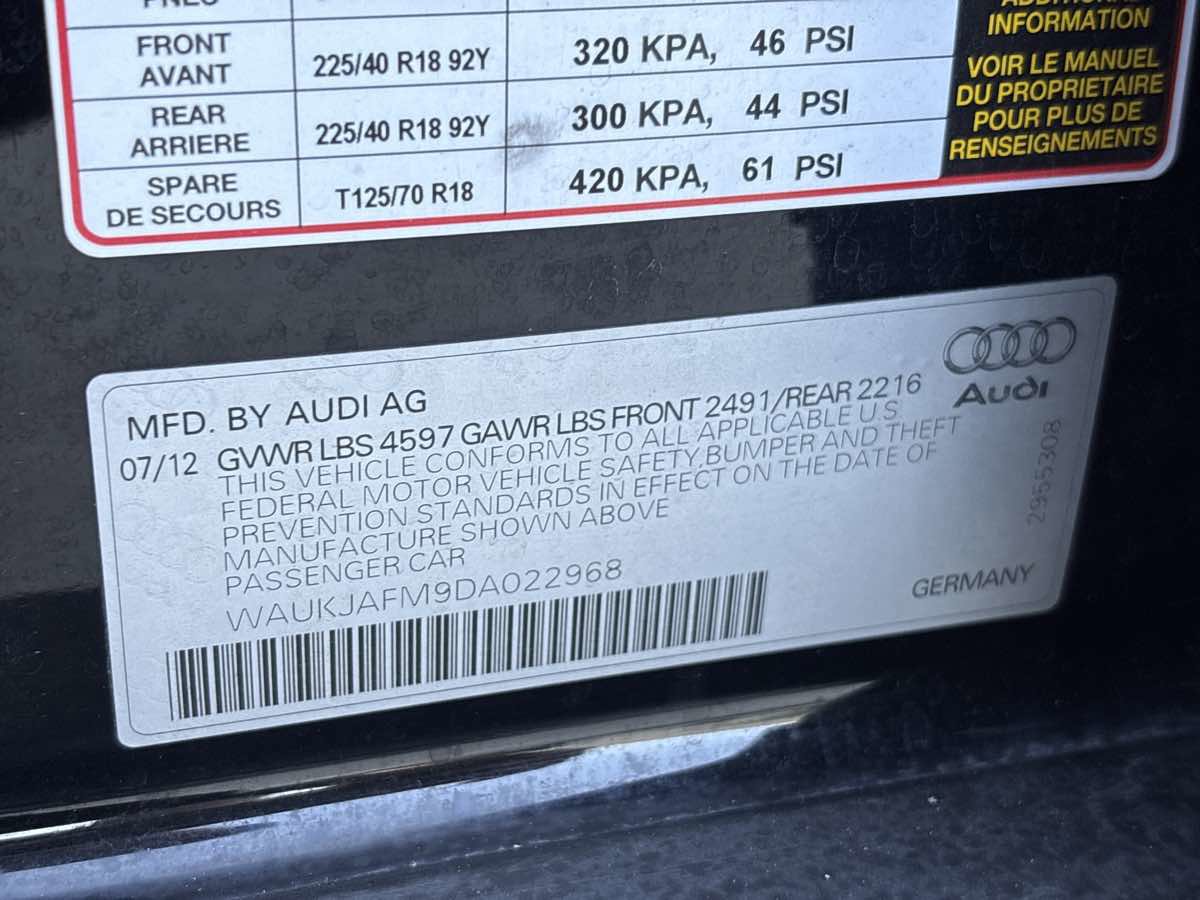 PNEU
FRONT
AVANT
225/40 R18 92Y
320 KPA, 46 PSI
REAR
ARRIERE
225/40 R18 92Y
300 KPA, 44 PSI
SPARE
DE SECOURS
T125/70 R18
420 KPA, 61 PSI
ADDITIONAL
INFORMATION
VOIR LE MANUEL
DU PROPRIETAIRE
POUR PLUS DE
RENSEIGNEMENTS
Audi
MFD. BY AUDI AG
07/12 GVWR LBS 4597 GAWR LBS FRONT 2491/REAR 2216
THIS VEHICLE CONFORMS TO ALL APPLICABLE U.S
FEDERAL MOTOR VEHICLE SAFETY,BUMPER AND THEFT
PREVENTION STANDARDS IN EFFECT ON THE DATE OF
MANUFACTURE SHOWN ABOVE
PASSENGER CAR
WAUKJAFM9DA022968
GERMANY
2955308